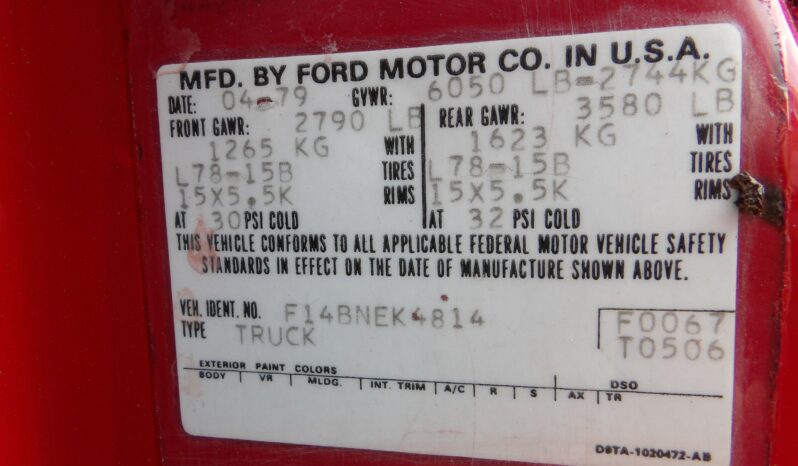 MFD. BY FORD MOTOR CO. IN U.S.A.
DATE: 04-79 GVWR: 6050 LB-2744KG
FRONT GAWR: 2790 LB REAR GAWR: 3580 LB
1265 KG WITH 1623 KG WITH
L78-15B TIRES L78-15B TIRES
15X5.5K RIMS 15X5.5K RIMS
AT 30 PSI COLD AT 32 PSI COLD
THIS VEHICLE CONFORMS TO ALL APPLICABLE FEDERAL MOTOR VEHICLE SAFETY
STANDARDS IN EFFECT ON THE DATE OF MANUFACTURE SHOWN ABOVE.
VEH. IDENT. NO. F14BNEK4814 F0067
TYPE TRUCK T0506
EXTERIOR PAINT COLORS DSO
BODY VR MLDG. INT. TRIM A/C R S AX TR
D9TA-1020472-AB